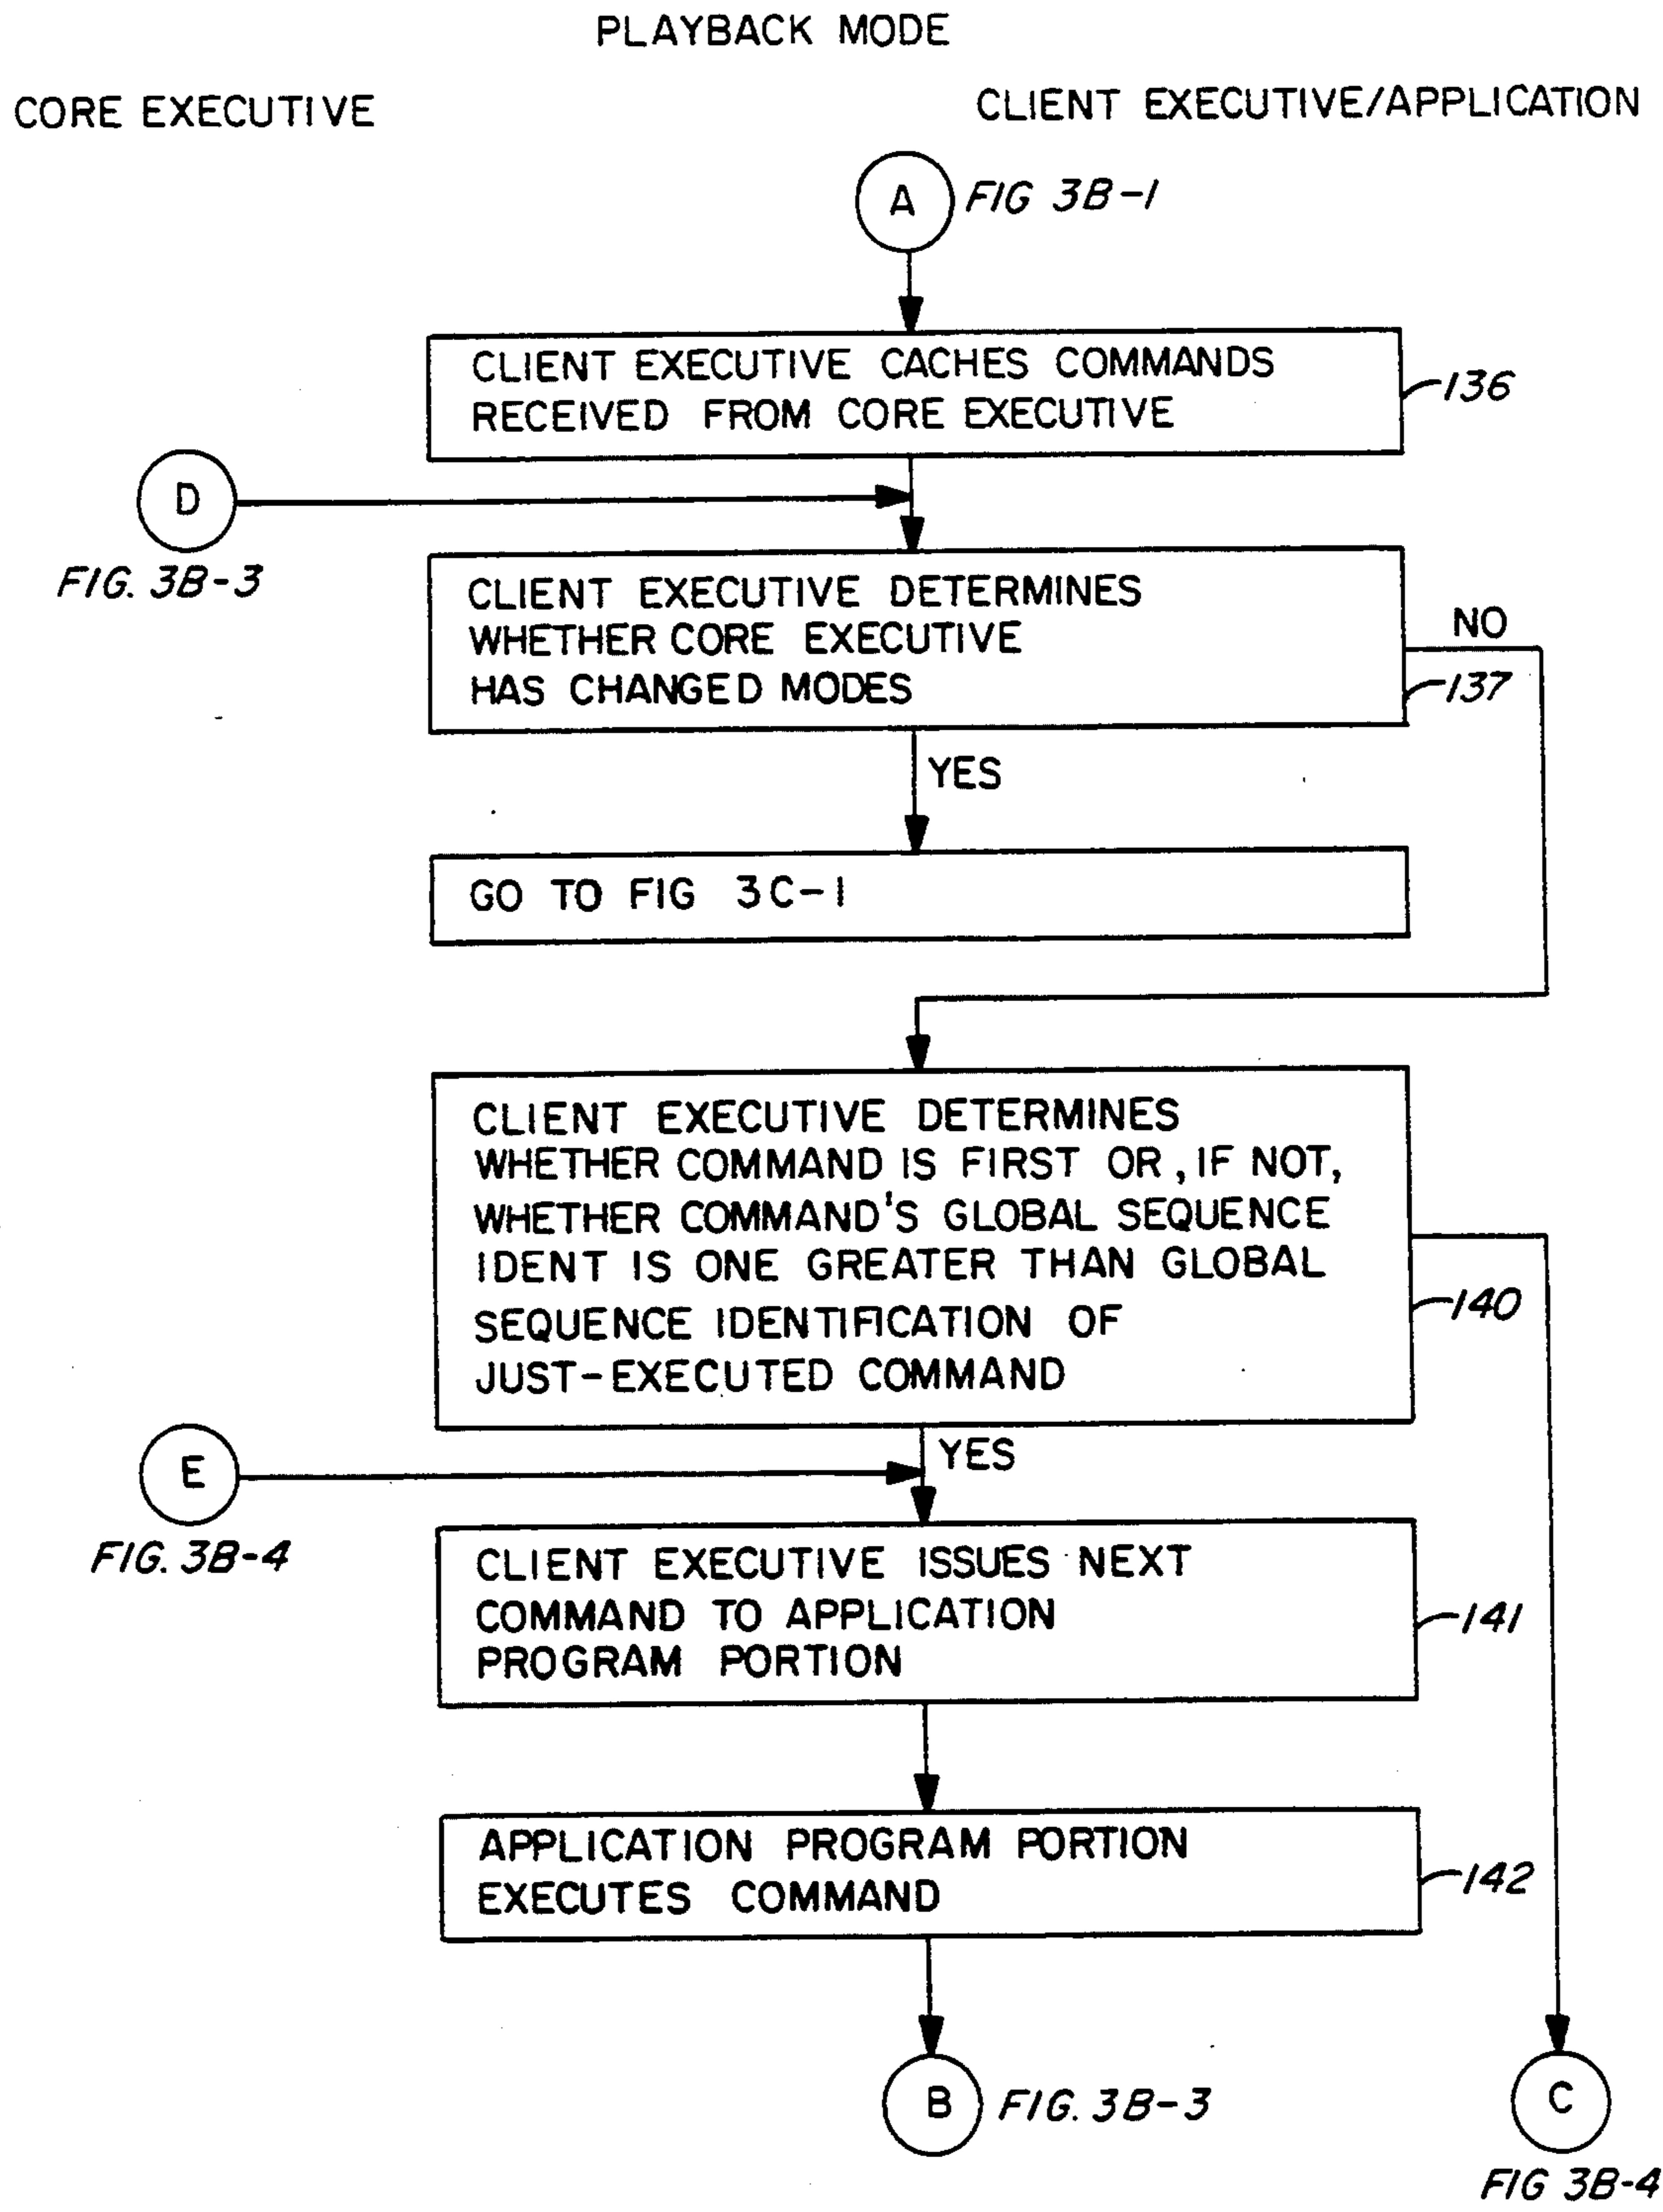 PLAYBACK MODE
CORE EXECUTIVE
CLIENT EXECUTIVE/APPLICATION
A
FIG 3B-1
CLIENT EXECUTIVE CACHES COMMANDS
RECEIVED FROM CORE EXECUTIVE
136
D
FIG. 3B-3
CLIENT EXECUTIVE DETERMINES
WHETHER CORE EXECUTIVE
HAS CHANGED MODES
NO
137
YES
GO TO FIG 3C-1
CLIENT EXECUTIVE DETERMINES
WHETHER COMMAND IS FIRST OR, IF NOT,
WHETHER COMMAND'S GLOBAL SEQUENCE
IDENT IS ONE GREATER THAN GLOBAL
SEQUENCE IDENTIFICATION OF
JUST-EXECUTED COMMAND
140
YES
E
FIG. 3B-4
CLIENT EXECUTIVE ISSUES NEXT
COMMAND TO APPLICATION
PROGRAM PORTION
141
APPLICATION PROGRAM PORTION
EXECUTES COMMAND
142
B
FIG. 3B-3
C
FIG 3B-4